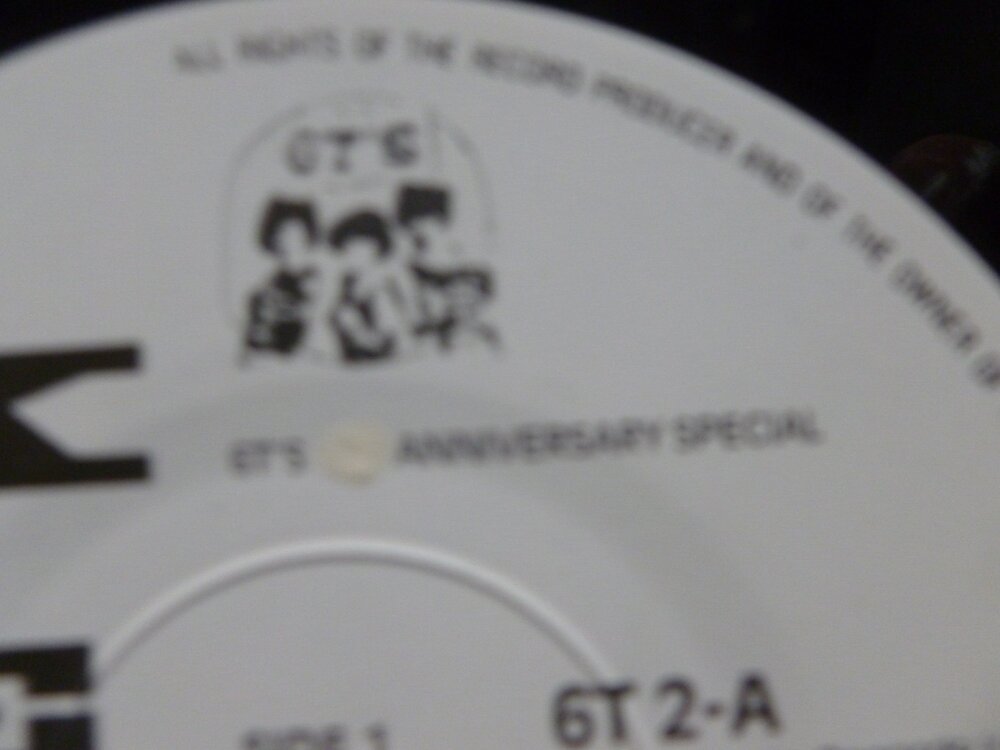 ALL RIGHTS OF THE RECORD PRODUCER AND OF THE OWNER OF
6T'S
6T'S ANNIVERSARY SPECIAL
6T 2-A
SIDE 1